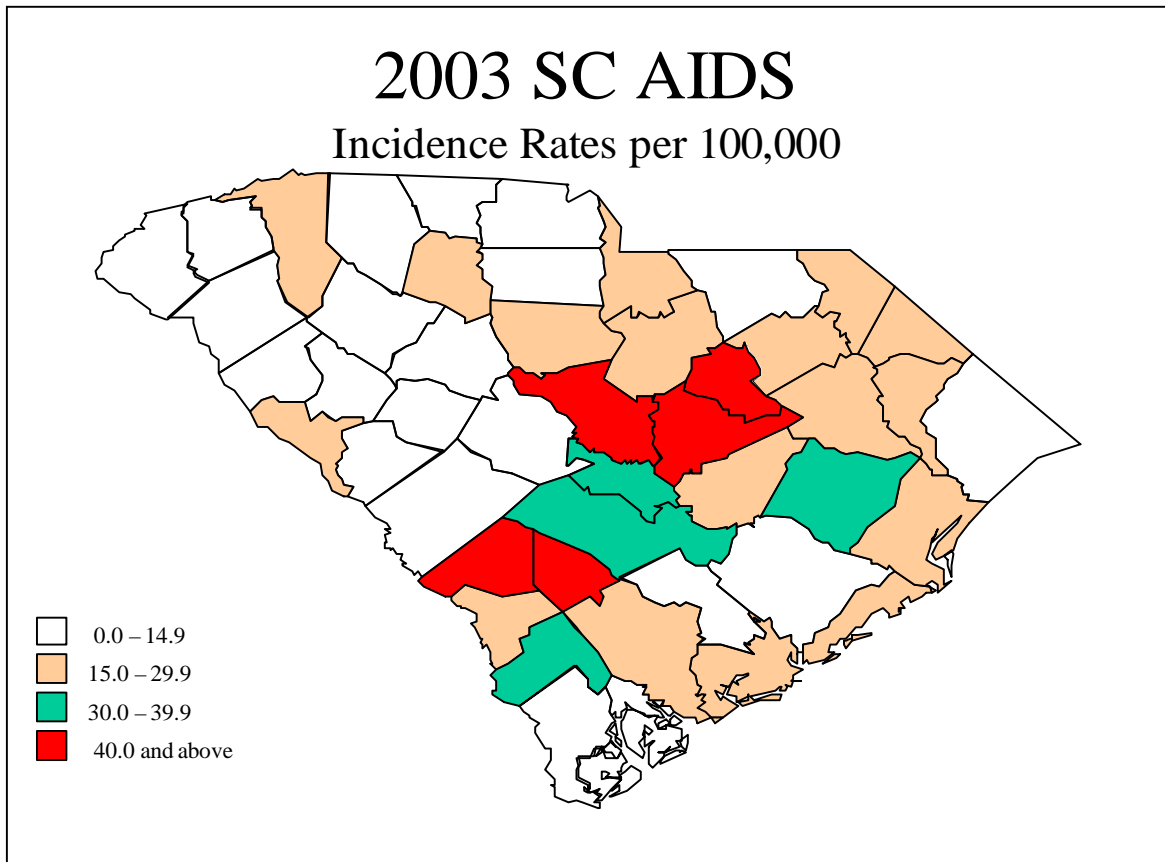 2003 SC AIDS
Incidence Rates per 100,000
0.0 – 14.9
15.0 – 29.9
30.0 – 39.9
40.0 and above